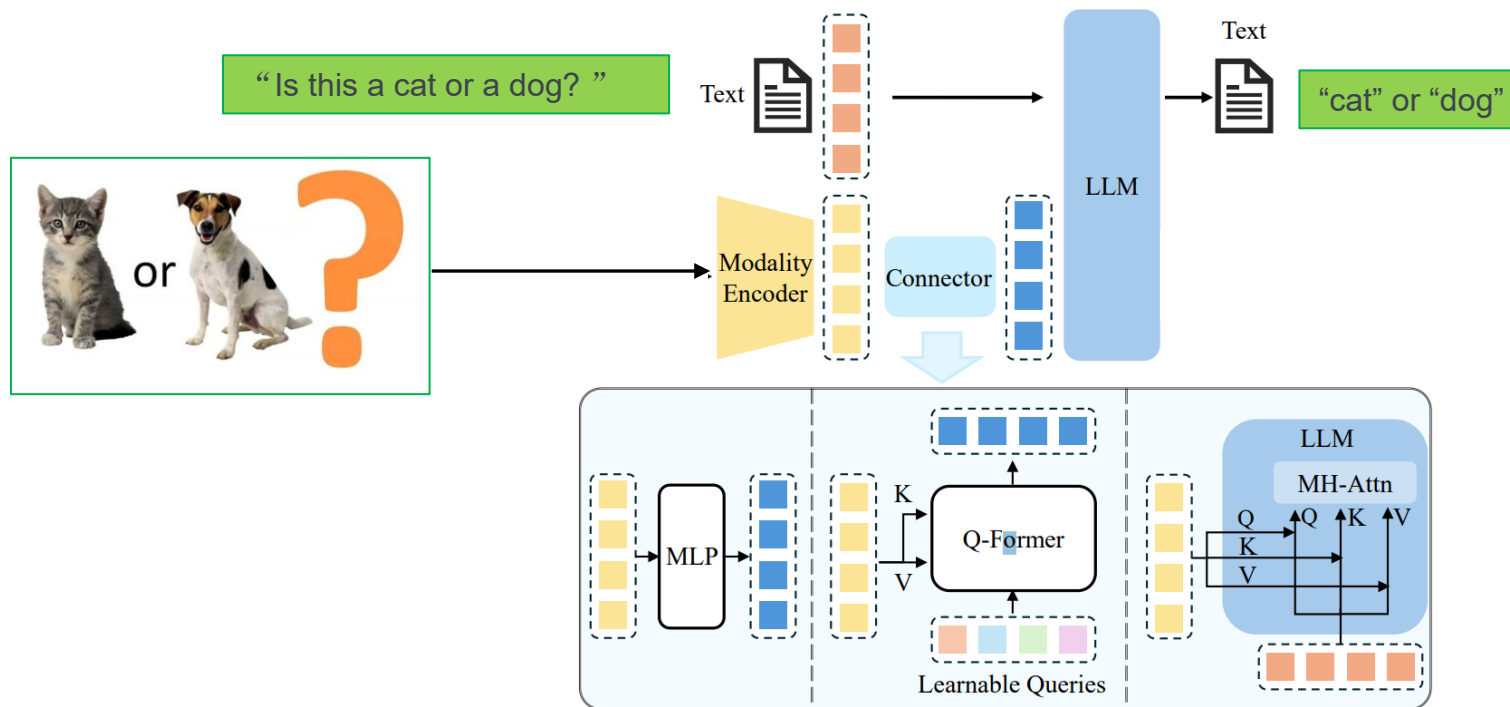 “Is this a cat or a dog? ”
Text
Text
“cat” or “dog”
LLM
or
?
Modality
Encoder
Connector
MLP
K
V
Q-Former
Learnable Queries
LLM
MH-Attn
Q
K
V
Q
K
V